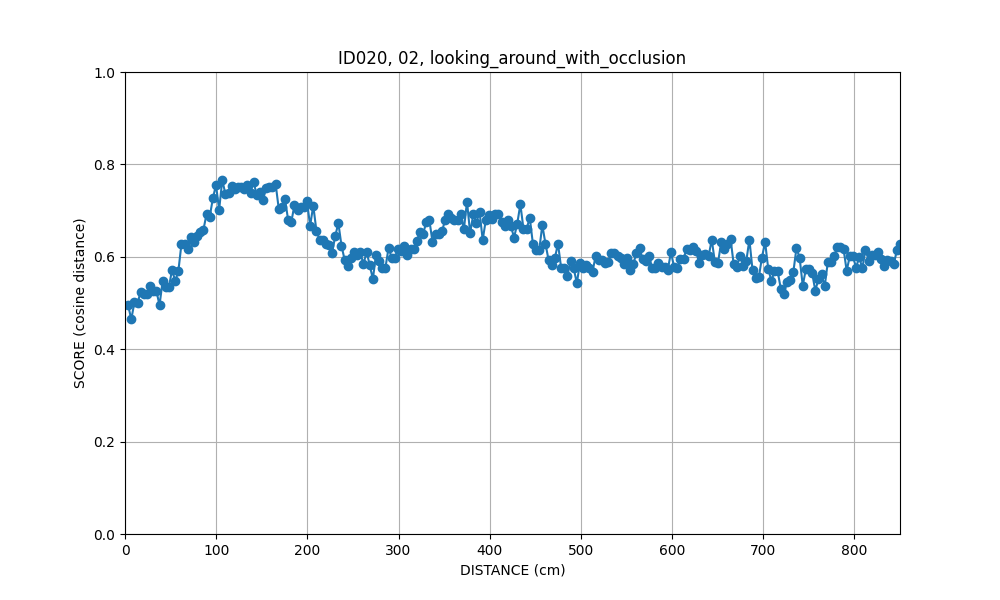 ID020, 02, looking_around_with_occlusion
1.0
0.8
0.6
0.4
0.2
0.0
SCORE (cosine distance)
0 100 200 300 400 500 600 700 800
DISTANCE (cm)